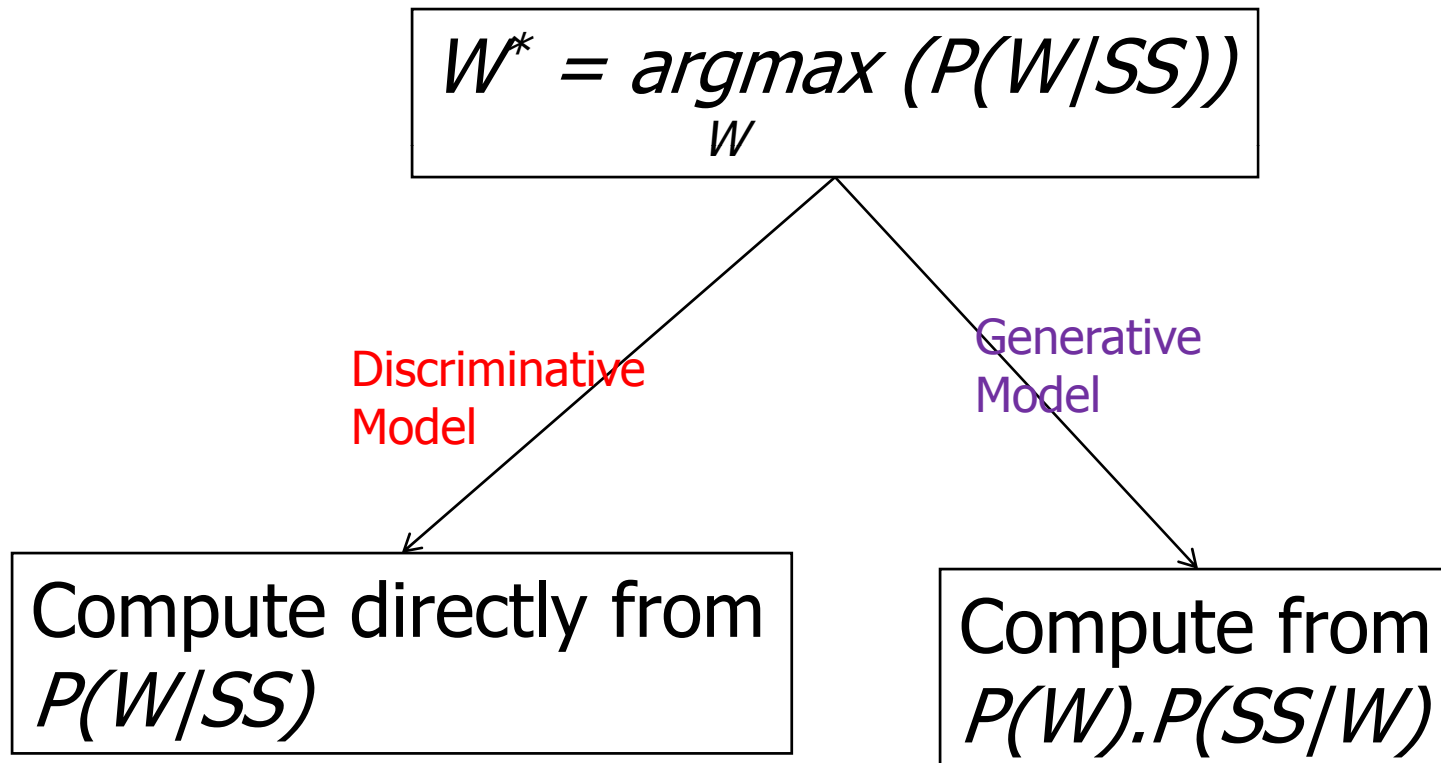 W* = argmax (P(W|SS))
W
Discriminative
Model
Generative
Model
Compute directly from
P(W|SS)
Compute from
P(W).P(SS|W)